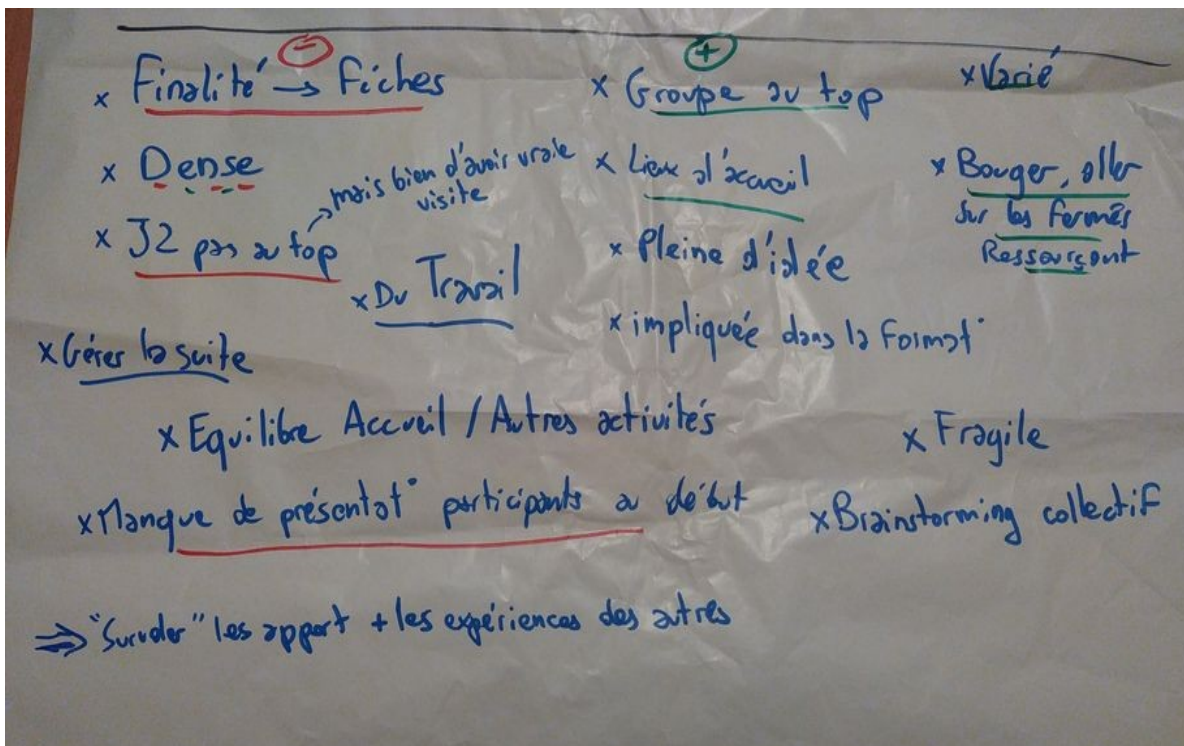 ⊖
x Finalité → Fiches
x Dense
x J2 pas au top
→ mais bien d'avoir vraie
visite
x Du Travail
x Gérer la suite
⊕
x Groupe au top
x Lieux d'accueil
x Pleine d'idée
x impliquée dans la Format°
x Varié
x Bouger, aller
sur les fermes
Ressourçant
x Equilibre Accueil / Autres activités
x Fragile
x Manque de présentat° participants au début
x Brainstorming collectif
⇒ les apport + les expériences des autres